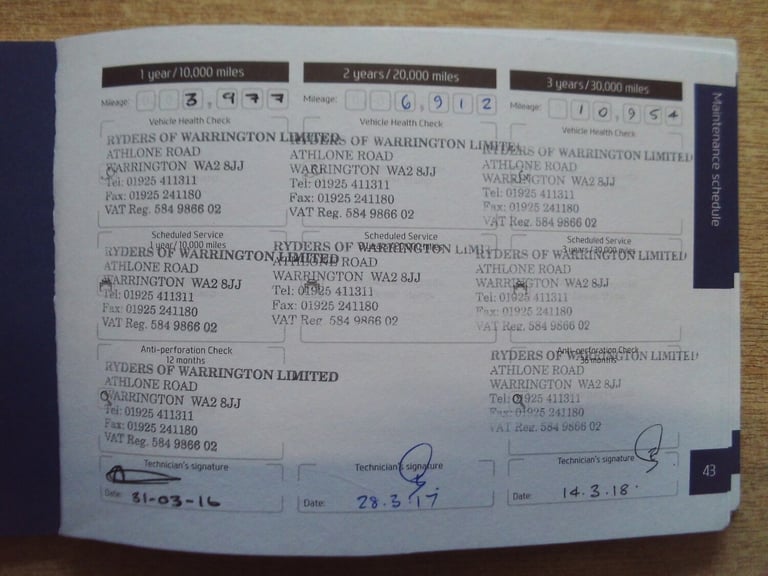 1 year/10,000 miles
Mileage: 3,977
Vehicle Health Check
RYDERS OF WARRINGTON LIMITED
ATHLONE ROAD
WARRINGTON WA2 8JJ
Tel: 01925 411311
Fax: 01925 241180
VAT Reg. 584 9866 02
Scheduled Service
1 year/10,000 miles
RYDERS OF WARRINGTON LIMITED
ATHLONE ROAD
WARRINGTON WA2 8JJ
Tel: 01925 411311
Fax: 01925 241180
VAT Reg. 584 9866 02
Anti-perforation Check
12 months
RYDERS OF WARRINGTON LIMITED
ATHLONE ROAD
WARRINGTON WA2 8JJ
Tel: 01925 411311
Fax: 01925 241180
VAT Reg. 584 9866 02
Technician's signature
Date: 31-03-16
2 years/20,000 miles
Mileage: 6,912
Vehicle Health Check
RYDERS OF WARRINGTON LIMITED
ATHLONE ROAD
WARRINGTON WA2 8JJ
Tel: 01925 411311
Fax: 01925 241180
VAT Reg. 584 9866 02
Scheduled Service
RYDERS OF WARRINGTON LIMI
ATHLONE ROAD
WARRINGTON WA2 8JJ
Tel: 01925 411311
Fax: 01925 241180
VAT Reg. 584 9866 02
Technician's signature
Date: 28.3.17
3 years/30,000 miles
Mileage: 10,954
Vehicle Health Check
RYDERS OF WARRINGTON LIMITED
ATHLONE ROAD
WARRINGTON WA2 8JJ
Tel: 01925 411311
Fax: 01925 241180
VAT Reg. 584 9866 02
Scheduled Service
3 years/30,000 miles
RYDERS OF WARRINGTON LIMITED
ATHLONE ROAD
WARRINGTON WA2 8JJ
Tel: 01925 411311
Fax: 01925 241180
VAT Reg. 584 9866 02
Anti-perforation Check
36 months
RYDERS OF WARRINGTON LIMITED
ATHLONE ROAD
WARRINGTON WA2 8JJ
Tel: 01925 411311
Fax: 01925 241180
VAT Reg. 584 9866 02
Technician's signature
Date: 14.3.18.
Maintenance schedule
43